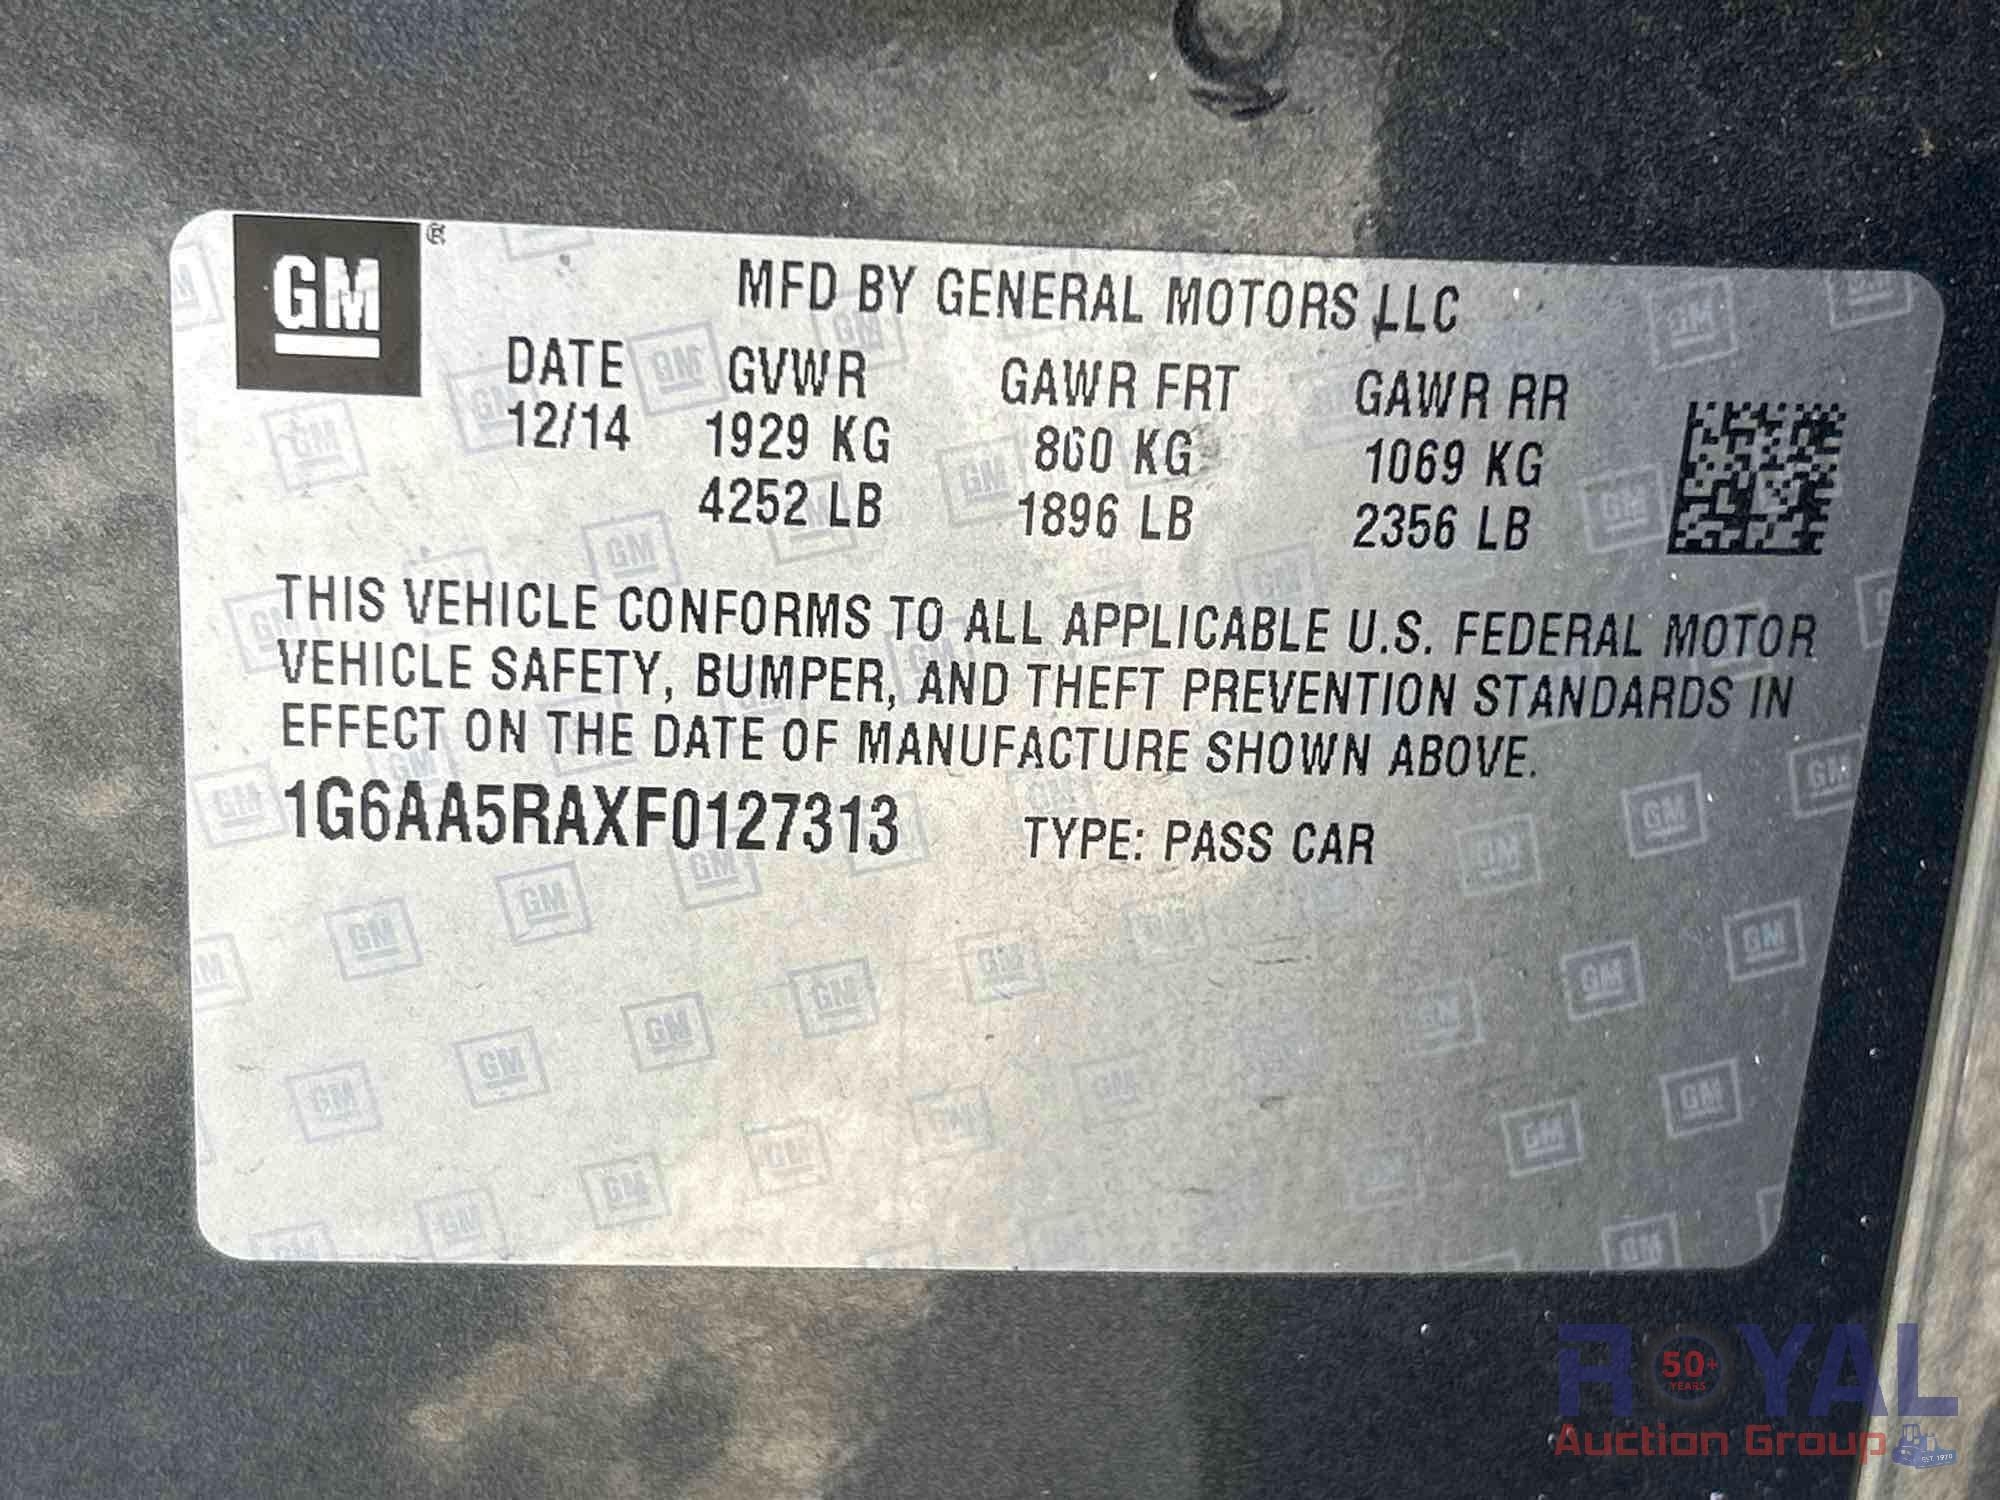 GM
MFD BY GENERAL MOTORS LLC
DATE GVWR GAWR FRT GAWR RR
12/14 1929 KG 860 KG 1069 KG
4252 LB 1896 LB 2356 LB
THIS VEHICLE CONFORMS TO ALL APPLICABLE U.S. FEDERAL MOTOR
VEHICLE SAFETY, BUMPER, AND THEFT PREVENTION STANDARDS IN
EFFECT ON THE DATE OF MANUFACTURE SHOWN ABOVE.
1G6AA5RAXF0127313 TYPE: PASS CAR
ROYAL
50+
YEARS
Auction Group
EST. 1970